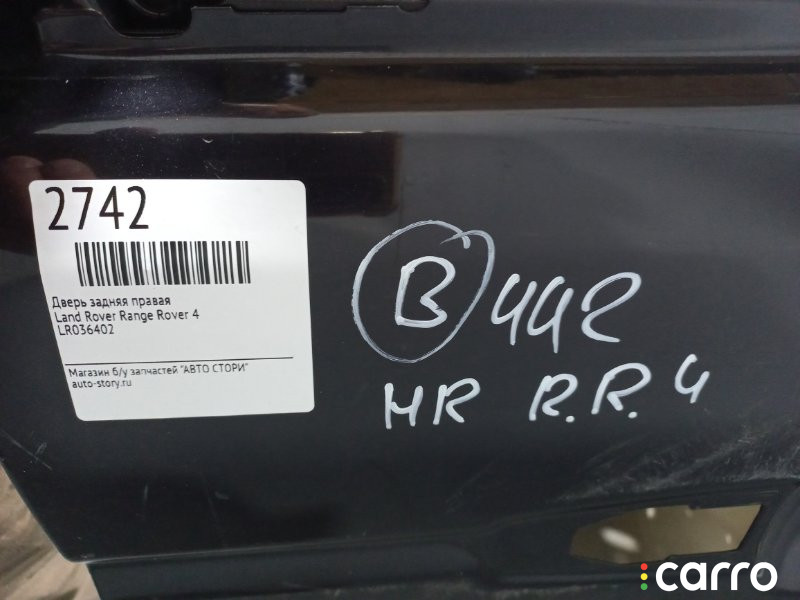 2742
Дверь задняя правая
Land Rover Range Rover 4
LR036402
Магазин б/у запчастей "АВТО СТОРИ"
auto-story.ru
B 442
HR R.R. 4
carro